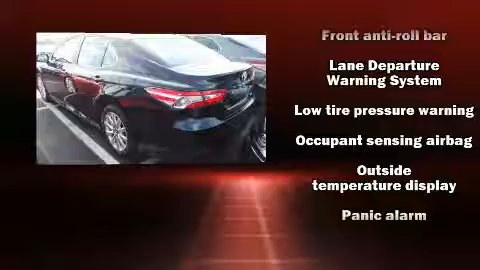 Front anti-roll bar
Lane Departure
Warning System
Low tire pressure warning
Occupant sensing airbag
Outside
temperature display
Panic alarm